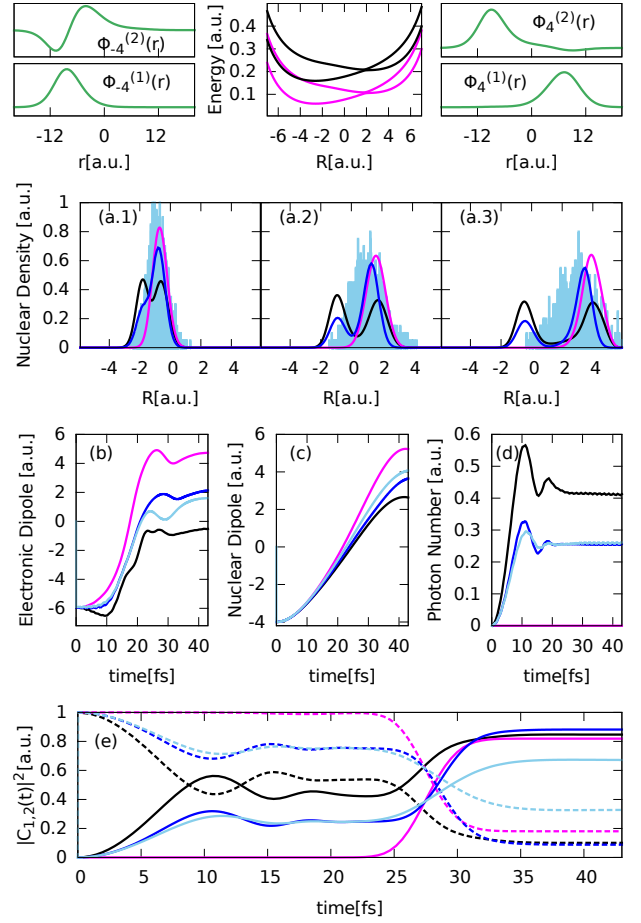 Φ-4(2)(r)
Φ-4(1)(r)
-12 0 12
r[a.u.]
Energy [a.u.]
0.4
0.3
0.2
0.1
-6 -4 -2 0 2 4 6
R[a.u.]
Φ4(2)(r)
Φ4(1)(r)
-12 0 12
r[a.u.]
Nuclear Density [a.u.]
1
0.8
0.6
0.4
0.2
0
(a.1) (a.2) (a.3)
-4 -2 0 2 4 -4 -2 0 2 4 -4 -2 0 2 4
R[a.u.] R[a.u.] R[a.u.]
Electronic Dipole [a.u.]
6
4
2
0
-2
-4
-6
(b)
0 10 20 30 40
time[fs]
Nuclear Dipole [a.u.]
6
4
2
0
-2
-4
(c)
0 10 20 30 40
time[fs]
Photon Number [a.u.]
0.6
0.5
0.4
0.3
0.2
0.1
0
(d)
0 10 20 30 40
time[fs]
|C1,2(t)|2[a.u.]
1
0.8
0.6
0.4
0.2
0
(e)
0 5 10 15 20 25 30 35 40
time[fs]